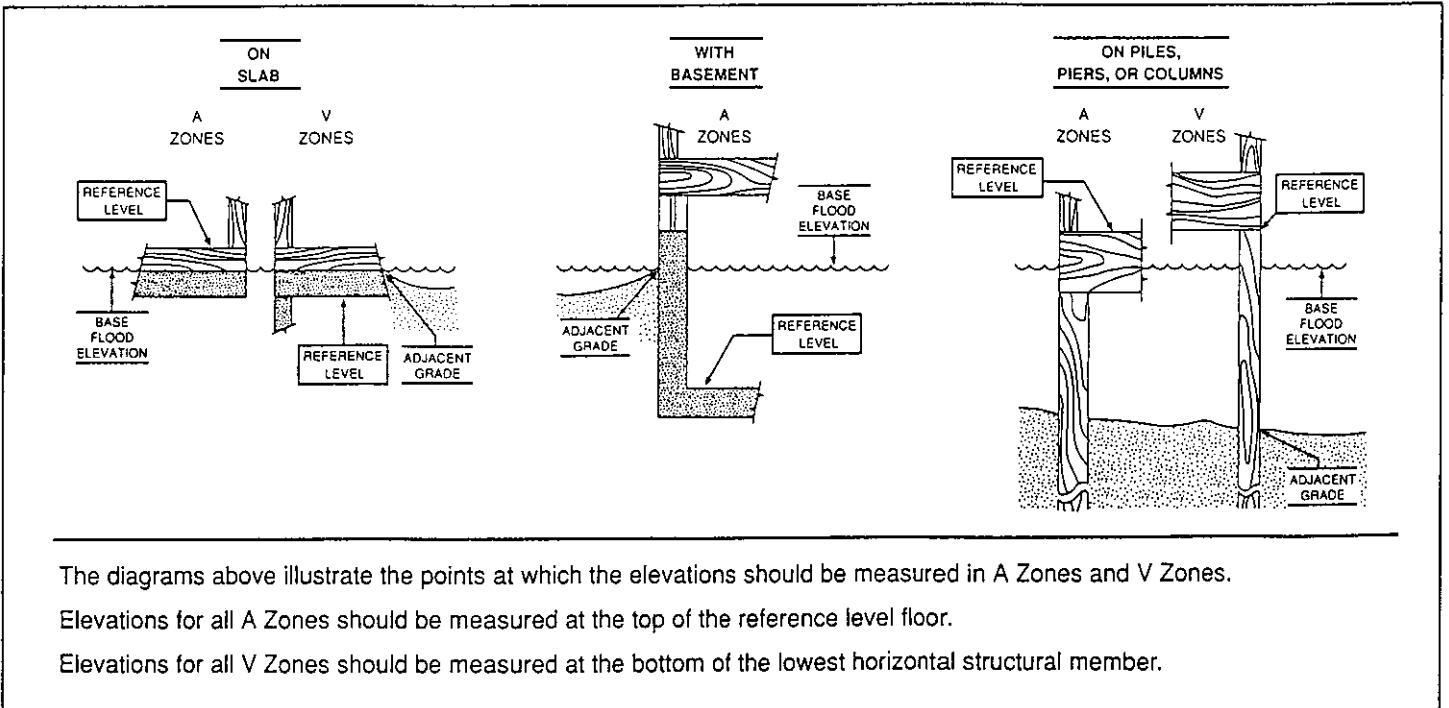 ON
SLAB
A
ZONES
V
ZONES
REFERENCE
LEVEL
BASE
FLOOD
ELEVATION
REFERENCE
LEVEL
ADJACENT
GRADE
WITH
BASEMENT
A
ZONES
BASE
FLOOD
ELEVATION
ADJACENT
GRADE
REFERENCE
LEVEL
ON PILES,
PIERS, OR COLUMNS
A
ZONES
V
ZONES
REFERENCE
LEVEL
REFERENCE
LEVEL
BASE
FLOOD
ELEVATION
ADJACENT
GRADE
The diagrams above illustrate the points at which the elevations should be measured in A Zones and V Zones.
Elevations for all A Zones should be measured at the top of the reference level floor.
Elevations for all V Zones should be measured at the bottom of the lowest horizontal structural member.